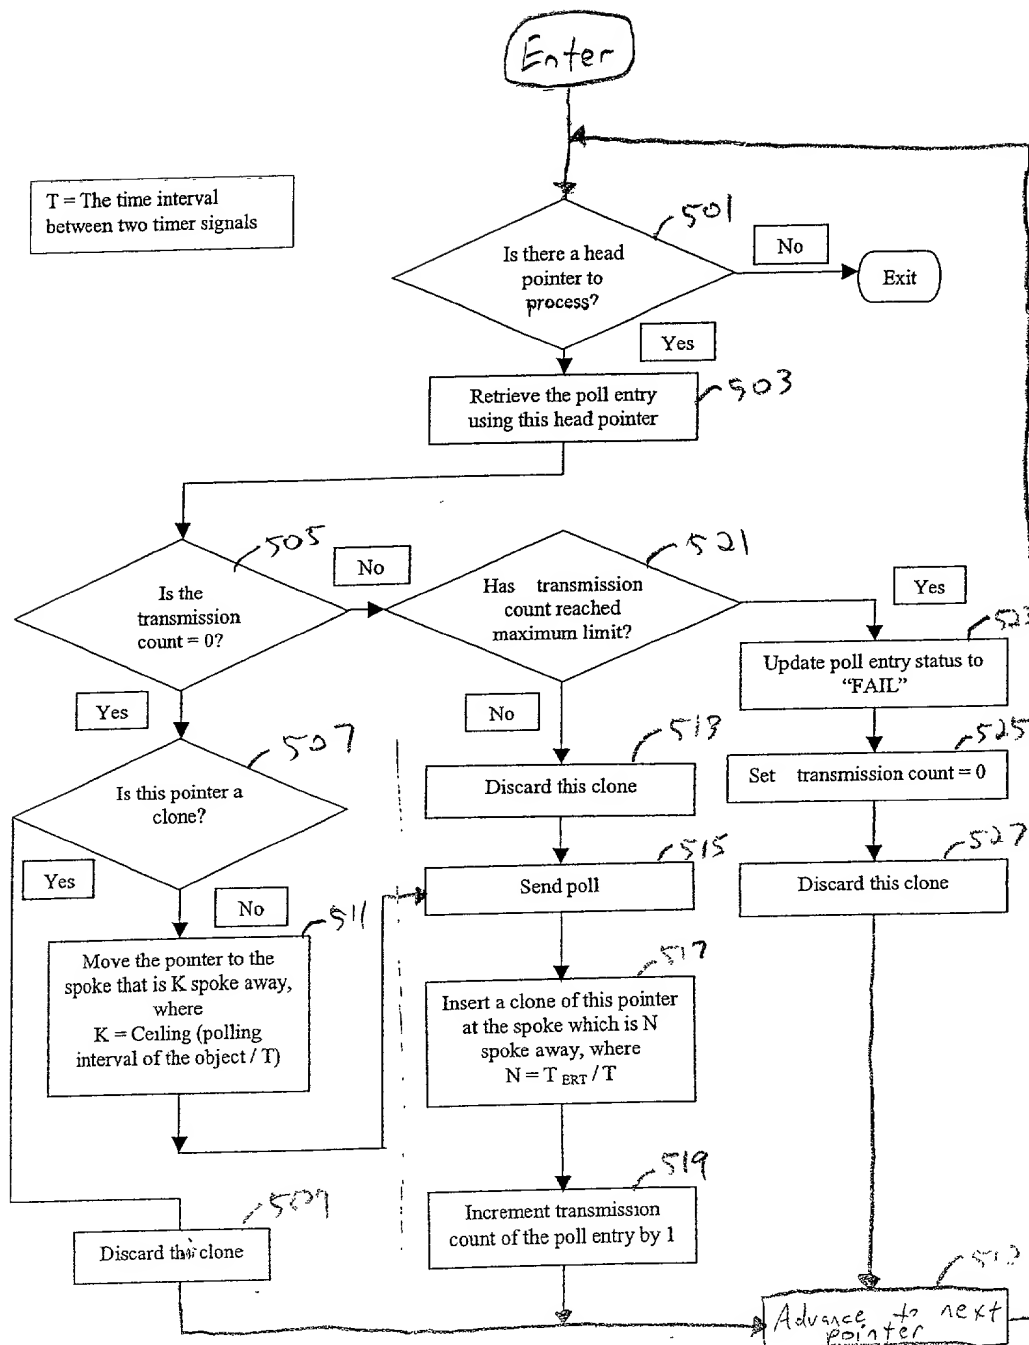 Enter
T = The time interval
between two timer signals
501
Is there a head
pointer to
process?
No
Exit
Yes
Retrieve the poll entry
using this head pointer
503
505
Is the
transmission
count = 0?
No
521
Has transmission
count reached
maximum limit?
Yes
523
Update poll entry status to
“FAIL”
Yes
No
507
Is this pointer a
clone?
513
Discard this clone
525
Set transmission count = 0
Yes
No
515
Send poll
527
Discard this clone
511
Move the pointer to the
spoke that is K spoke away,
where
K = Ceiling (polling
interval of the object / T)
517
Insert a clone of this pointer
at the spoke which is N
spoke away, where
N = T ERT / T
519
Increment transmission
count of the poll entry by 1
509
Discard this clone
Advance to next
pointer